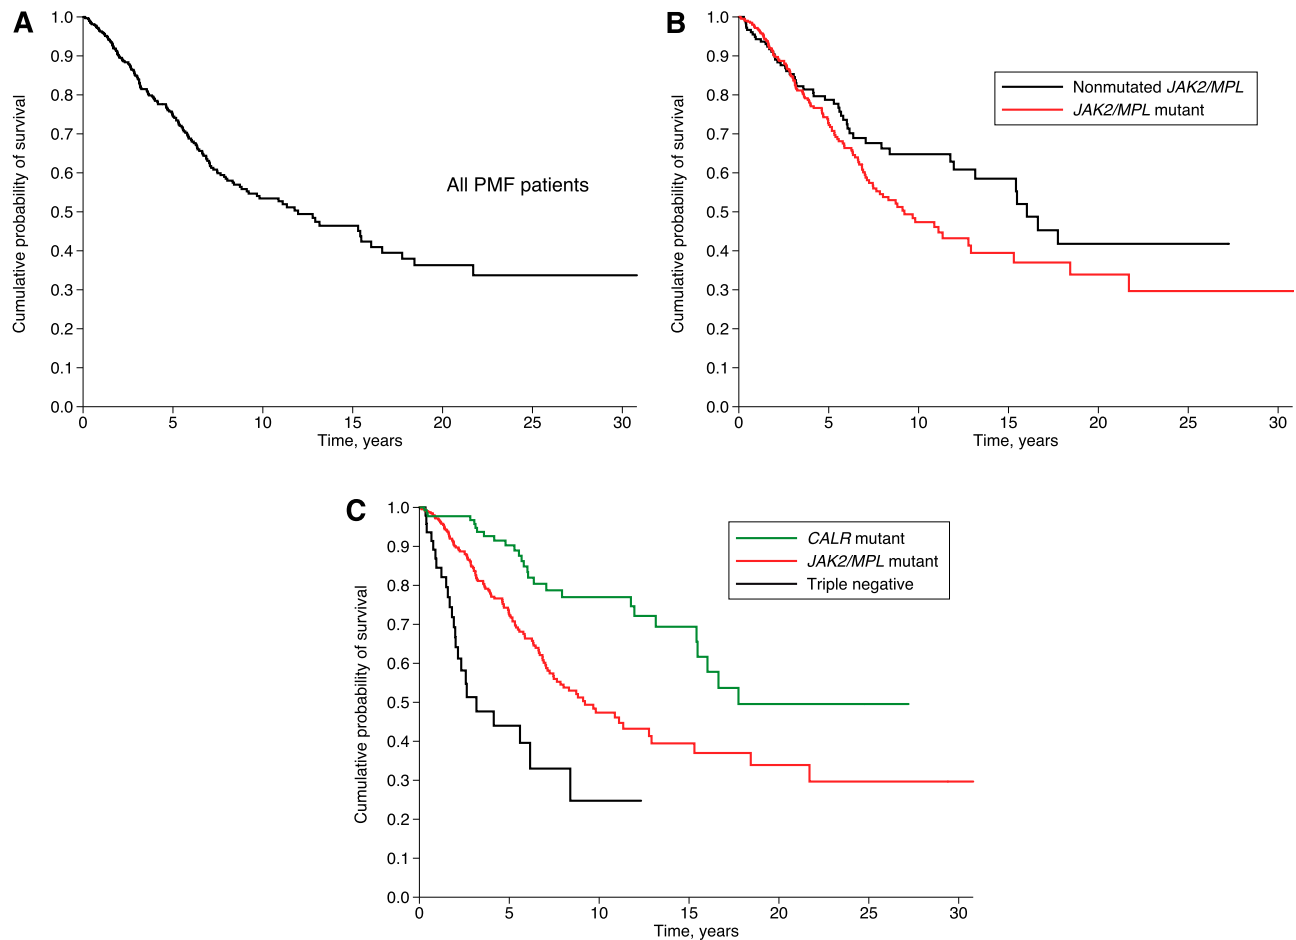 A
Cumulative probability of survival
1.0
0.9
0.8
0.7
0.6
0.5
0.4
0.3
0.2
0.1
0.0
All PMF patients
0 5 10 15 20 25 30
Time, years
B
Cumulative probability of survival
1.0
0.9
0.8
0.7
0.6
0.5
0.4
0.3
0.2
0.1
0.0
Nonmutated JAK2/MPL
JAK2/MPL mutant
0 5 10 15 20 25 30
Time, years
C
Cumulative probability of survival
1.0
0.9
0.8
0.7
0.6
0.5
0.4
0.3
0.2
0.1
0.0
CALR mutant
JAK2/MPL mutant
Triple negative
0 5 10 15 20 25 30
Time, years